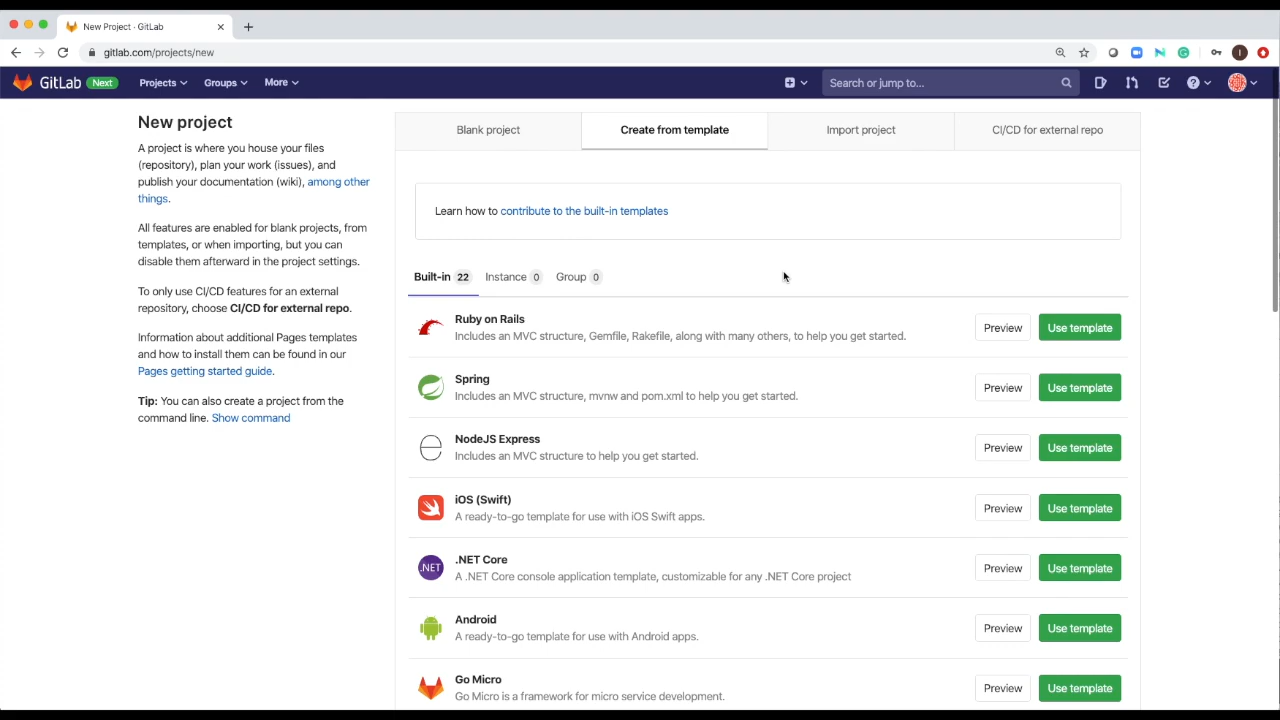 New Project · GitLab
gitlab.com/projects/new
GitLab Next Projects Groups More Search or jump to...
New project
A project is where you house your files
(repository), plan your work (issues), and
publish your documentation (wiki), among other
things.
All features are enabled for blank projects, from
templates, or when importing, but you can
disable them afterward in the project settings.
To only use CI/CD features for an external
repository, choose CI/CD for external repo.
Information about additional Pages templates
and how to install them can be found in our
Pages getting started guide.
Tip: You can also create a project from the
command line. Show command
Blank project Create from template Import project CI/CD for external repo
Learn how to contribute to the built-in templates
Built-in 22 Instance 0 Group 0
Ruby on Rails
Includes an MVC structure, Gemfile, Rakefile, along with many others, to help you get started.
Preview Use template
Spring
Includes an MVC structure, mvnw and pom.xml to help you get started.
Preview Use template
NodeJS Express
Includes an MVC structure to help you get started.
Preview Use template
iOS (Swift)
A ready-to-go template for use with iOS Swift apps.
Preview Use template
.NET
.NET Core
A .NET Core console application template, customizable for any .NET Core project
Preview Use template
Android
A ready-to-go template for use with Android apps.
Preview Use template
Go Micro
Go Micro is a framework for micro service development.
Preview Use template